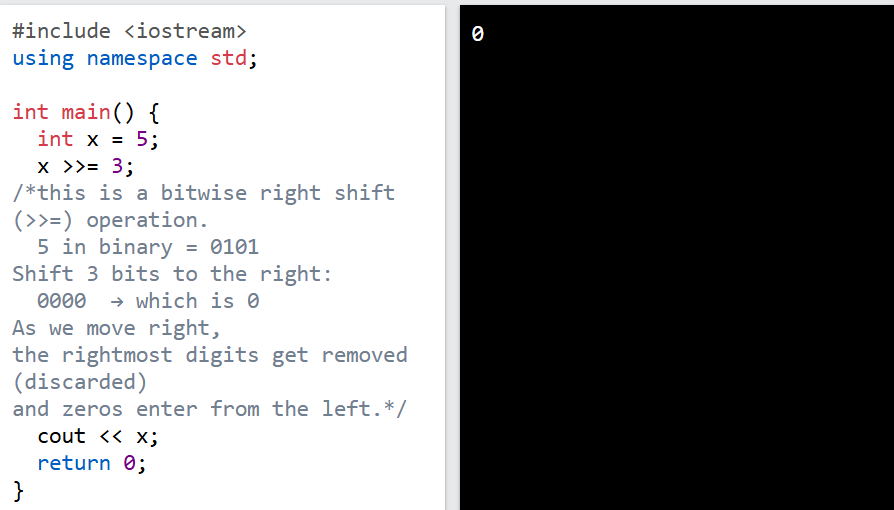 #include <iostream>
using namespace std;
int main() {
  int x = 5;
  x >>= 3;
/*this is a bitwise right shift
(>>=) operation.
  5 in binary = 0101
Shift 3 bits to the right:
  0000  → which is 0
As we move right,
the rightmost digits get removed
(discarded)
and zeros enter from the left.*/
  cout << x;
  return 0;
}
0